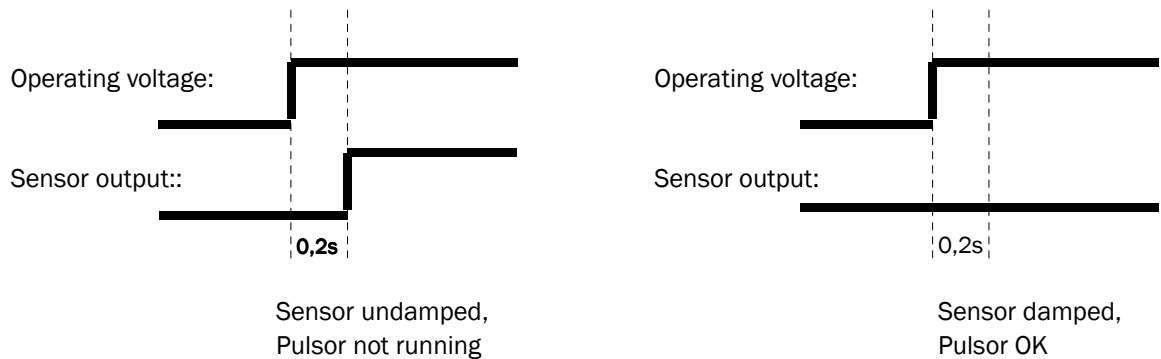 Operating voltage:
Sensor output::
0,2s
Sensor undamped,
Pulsor not running
Operating voltage:
Sensor output:
0,2s
Sensor damped,
Pulsor OK